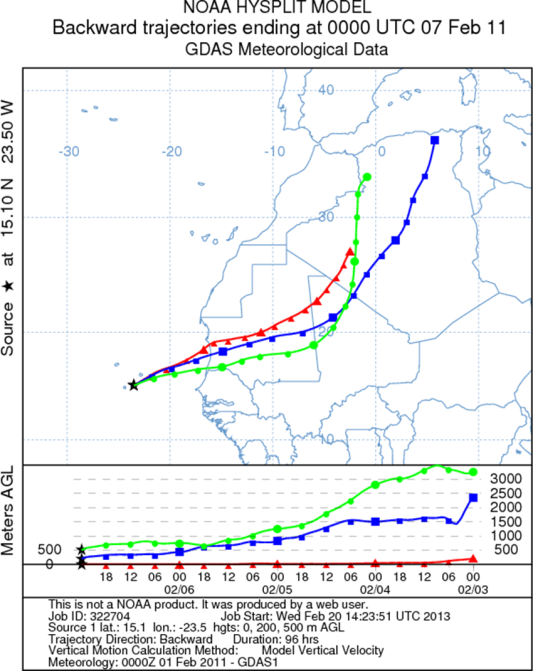 NOAA HYSPLIT MODEL
Backward trajectories ending at 0000 UTC 07 Feb 11
GDAS Meteorological Data
Source ★ at 15.10 N 23.50 W
40
-30 -20 -10 0 10
30
20
10
Meters AGL
3000
2500
2000
1500
1000
500 500
0
18 12 06 00 18 12 06 00 18 12 06 00 18 12 06 00
02/06 02/05 02/04 02/03
This is not a NOAA product. It was produced by a web user.
Job ID: 322704 Job Start: Wed Feb 20 14:23:51 UTC 2013
Source 1 lat.: 15.1 lon.: -23.5 hgts: 0, 200, 500 m AGL
Trajectory Direction: Backward Duration: 96 hrs
Vertical Motion Calculation Method: Model Vertical Velocity
Meteorology: 0000Z 01 Feb 2011 - GDAS1